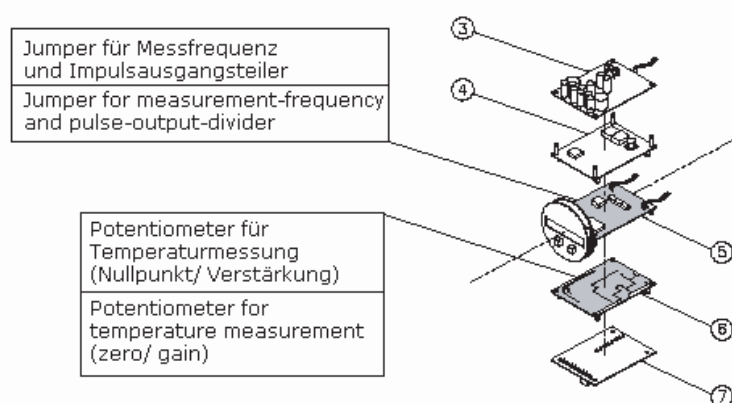 Jumper für Messfrequenz
und Impulsausgangsteiler
Jumper for measurement-frequency
and pulse-output-divider
Potentiometer für
Temperaturmessung
(Nullpunkt/ Verstärkung)
Potentiometer for
temperature measurement
(zero/ gain)
3
4
5
6
7